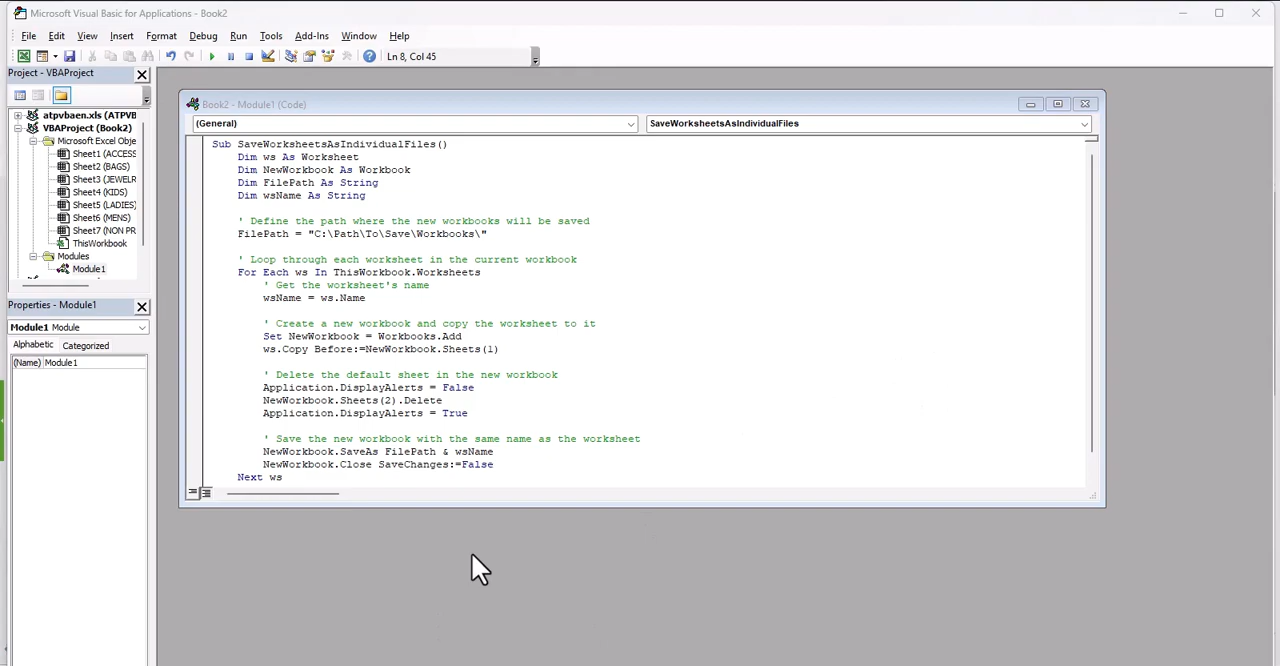 Microsoft Visual Basic for Applications - Book2
File Edit View Insert Format Debug Run Tools Add-Ins Window Help
Ln 8, Col 45
Project - VBAProject
atpvbaen.xls (ATPVB
VBAProject (Book2)
Microsoft Excel Obje
Sheet1 (ACCESS
Sheet2 (BAGS)
Sheet3 (JEWELR
Sheet4 (KIDS)
Sheet5 (LADIES)
Sheet6 (MENS)
Sheet7 (NON PR
ThisWorkbook
Modules
Module1
Properties - Module1
Module1 Module
Alphabetic Categorized
(Name) Module1
Book2 - Module1 (Code)
(General) SaveWorksheetsAsIndividualFiles
Sub SaveWorksheetsAsIndividualFiles()
Dim ws As Worksheet
Dim NewWorkbook As Workbook
Dim FilePath As String
Dim wsName As String
' Define the path where the new workbooks will be saved
FilePath = "C:\Path\To\Save\Workbooks\"
' Loop through each worksheet in the current workbook
For Each ws In ThisWorkbook.Worksheets
' Get the worksheet's name
wsName = ws.Name
' Create a new workbook and copy the worksheet to it
Set NewWorkbook = Workbooks.Add
ws.Copy Before:=NewWorkbook.Sheets(1)
' Delete the default sheet in the new workbook
Application.DisplayAlerts = False
NewWorkbook.Sheets(2).Delete
Application.DisplayAlerts = True
' Save the new workbook with the same name as the worksheet
NewWorkbook.SaveAs FilePath & wsName
NewWorkbook.Close SaveChanges:=False
Next ws